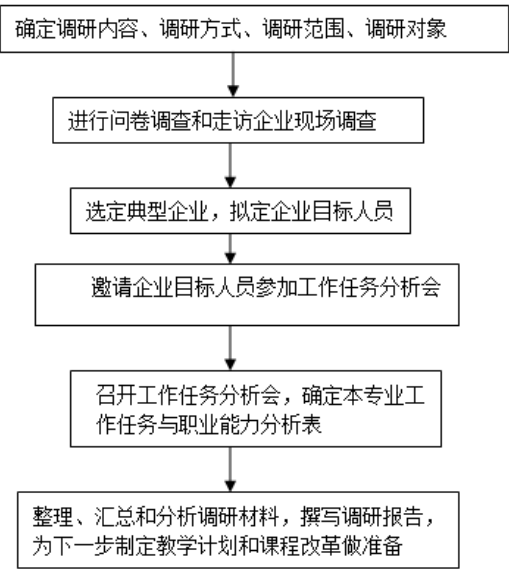 确定调研内容、调研方式、调研范围、调研对象
进行问卷调查和走访企业现场调查
选定典型企业，拟定企业目标人员
邀请企业目标人员参加工作任务分析会
召开工作任务分析会，确定本专业工
作任务与职业能力分析表
整理、汇总和分析调研材料，撰写调研报告，
为下一步制定教学计划和课程改革做准备